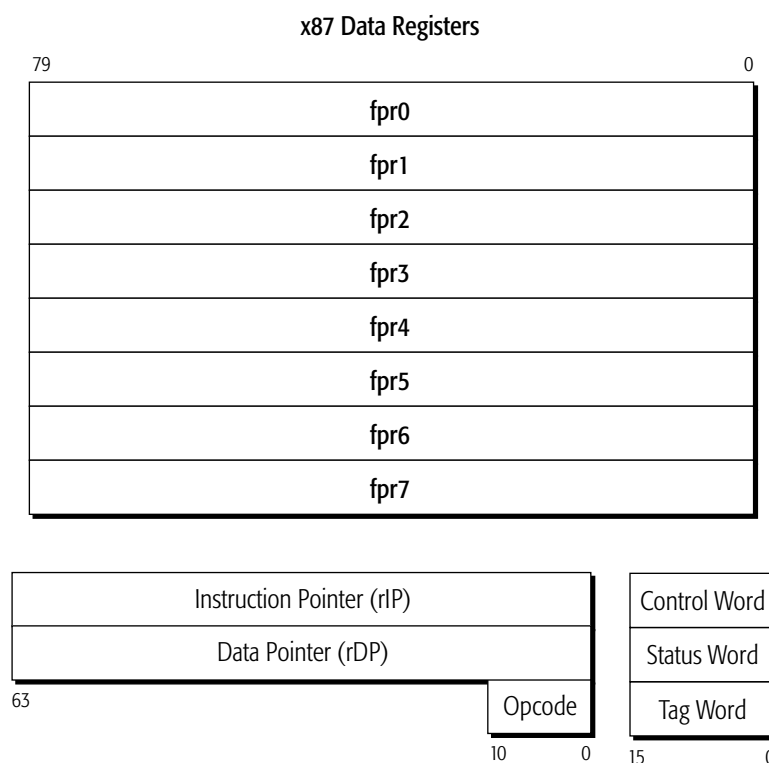 x87 Data Registers
79 0
fpr0
fpr1
fpr2
fpr3
fpr4
fpr5
fpr6
fpr7
Instruction Pointer (rIP)
Control Word
Data Pointer (rDP)
Status Word
63
Opcode
Tag Word
10 0
15 0